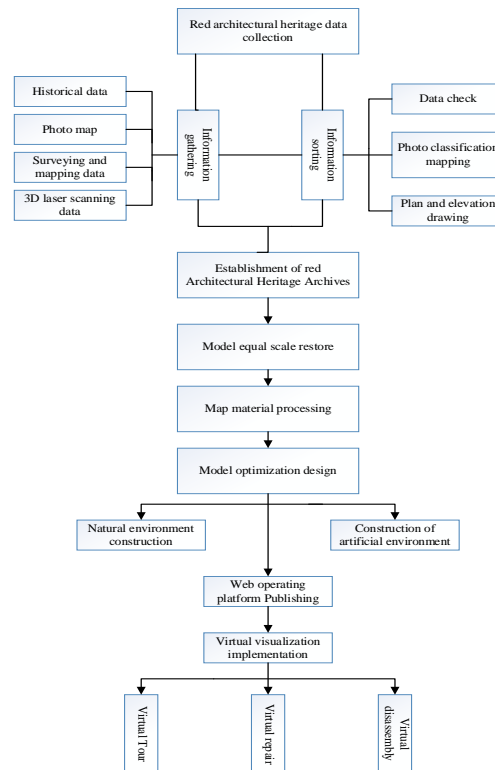 Red architectural heritage data
collection
Historical data
Photo map
Surveying and
mapping data
3D laser scanning
data
Information
gathering
Information
sorting
Data check
Photo classification
mapping
Plan and elevation
drawing
Establishment of red
Architectural Heritage Archives
Model equal scale restore
Map material processing
Model optimization design
Natural environment
construction
Construction of
artificial environment
Web operating
platform Publishing
Virtual visualization
implementation
Virtual Tour
Virtual repair
Virtual
disassembly